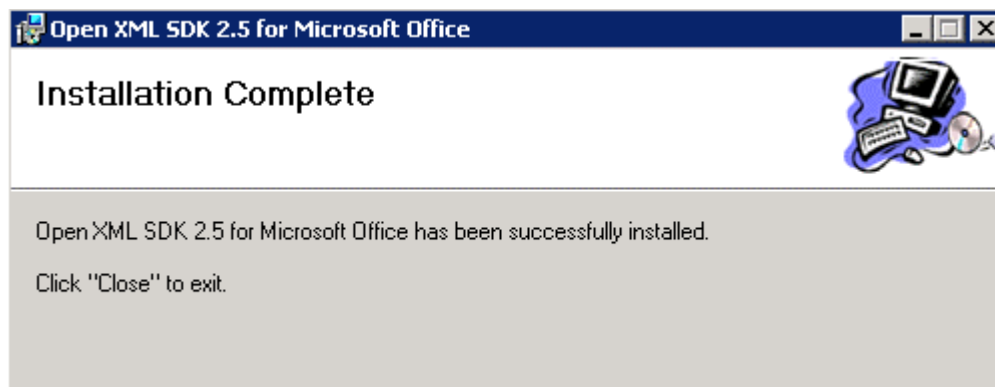 Open XML SDK 2.5 for Microsoft Office
Installation Complete
Open XML SDK 2.5 for Microsoft Office has been successfully installed.
Click "Close" to exit.